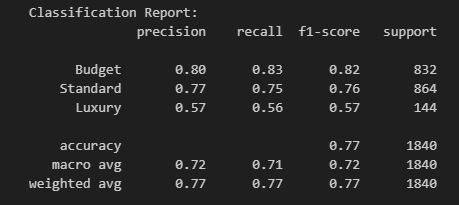 Classification Report:
precision recall f1-score support
Budget 0.80 0.83 0.82 832
Standard 0.77 0.75 0.76 864
Luxury 0.57 0.56 0.57 144
accuracy 0.77 1840
macro avg 0.72 0.71 0.72 1840
weighted avg 0.77 0.77 0.77 1840